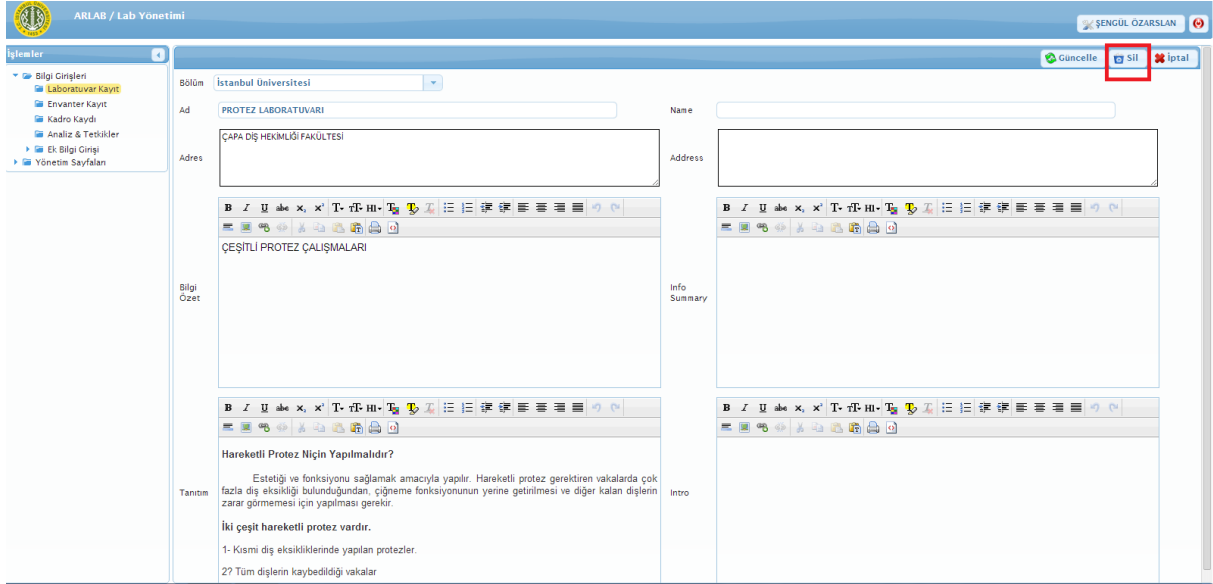 ARLAB / Lab Yönetimi
ŞENGÜL ÖZARSLAN
İşlemler
Güncelle Sil İptal
Bilgi Girişleri
Laboratuvar Kayıt
Envanter Kayıt
Kadro Kaydı
Analiz & Tetkikler
Ek Bilgi Girişi
Yönetim Sayfaları
Bölüm İstanbul Üniversitesi
Ad PROTEZ LABORATUVARI Name
Adres ÇAPA DİŞ HEKİMLİĞİ FAKÜLTESİ Address
ÇEŞİTLİ PROTEZ ÇALIŞMALARI
Bilgi Özet
Info Summary
Hareketli Protez Niçin Yapılmalıdır?
Estetiği ve fonksiyonu sağlamak amacıyla yapılır. Hareketli protez gerektiren vakalarda çok
fazla diş eksikliği bulunduğundan, çiğneme fonksiyonunun yerine getirilmesi ve diğer kalan dişlerin
zarar görmemesi için yapılması gerekir.
Tanıtım
Intro
İki çeşit hareketli protez vardır.
1- Kısmi diş eksikliklerinde yapılan protezler.
2? Tüm dişlerin kaybedildiği vakalar